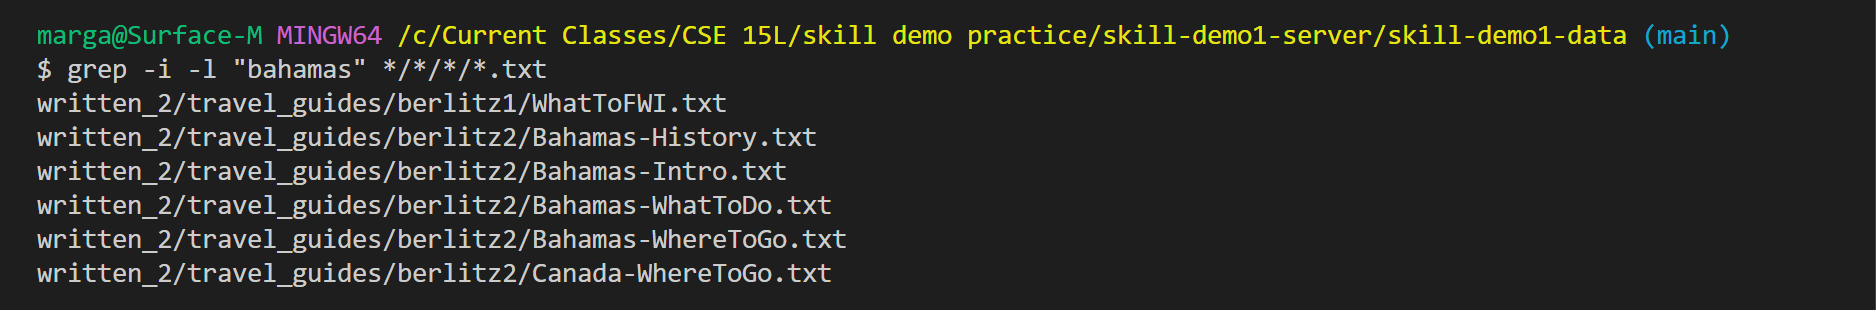 marga@Surface-M MINGW64 /c/Current Classes/CSE 15L/skill demo practice/skill-demo1-server/skill-demo1-data (main)
$ grep -i -l "bahamas" */*/*/*.txt
written_2/travel_guides/berlitz1/WhatToFWI.txt
written_2/travel_guides/berlitz2/Bahamas-History.txt
written_2/travel_guides/berlitz2/Bahamas-Intro.txt
written_2/travel_guides/berlitz2/Bahamas-WhatToDo.txt
written_2/travel_guides/berlitz2/Bahamas-WhereToGo.txt
written_2/travel_guides/berlitz2/Canada-WhereToGo.txt